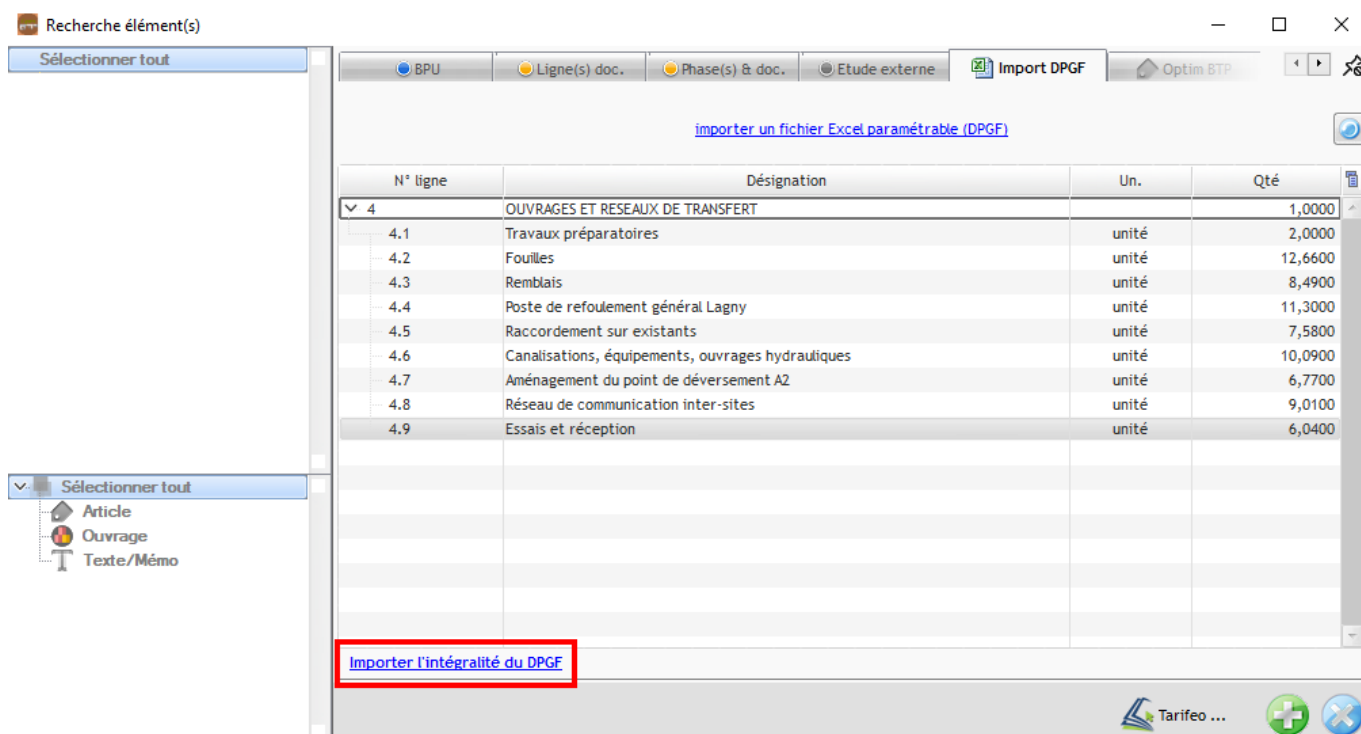 Recherche élément(s)
Sélectionner tout
BPU
Ligne(s) doc.
Phase(s) & doc.
Etude externe
Import DPGF
Optim BTP
importer un fichier Excel paramétrable (DPGF)
N° ligne Désignation Un. Qté
4 OUVRAGES ET RESEAUX DE TRANSFERT 1,0000
4.1 Travaux préparatoires unité 2,0000
4.2 Fouilles unité 12,6600
4.3 Remblais unité 8,4900
4.4 Poste de refoulement général Lagny unité 11,3000
4.5 Raccordement sur existants unité 7,5800
4.6 Canalisations, équipements, ouvrages hydrauliques unité 10,0900
4.7 Aménagement du point de déversement A2 unité 6,7700
4.8 Réseau de communication inter-sites unité 9,0100
4.9 Essais et réception unité 6,0400
Sélectionner tout
Article
Ouvrage
Texte/Mémo
Importer l'intégralité du DPGF
Tarifeo ...